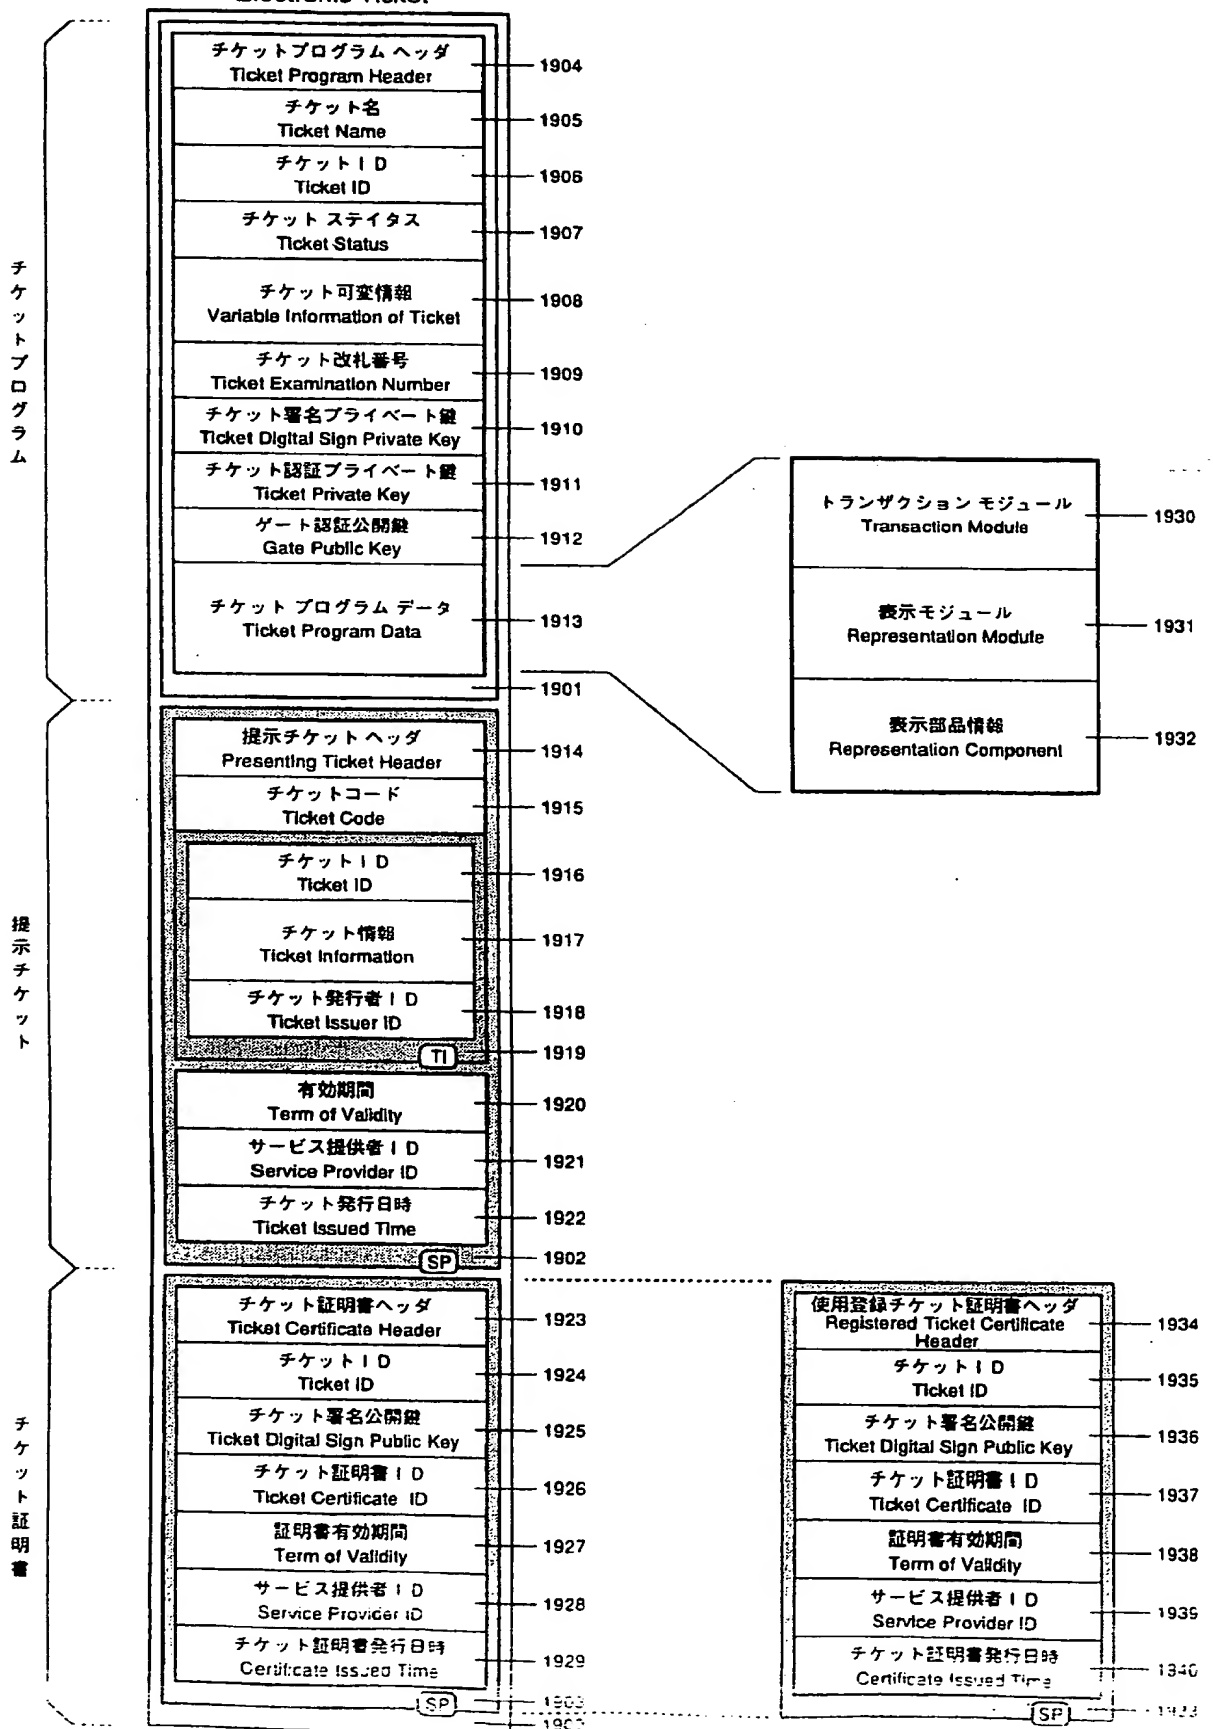 チケットプログラム ヘッダ
Ticket Program Header
1904
チケット名
Ticket Name
1905
チケットID
Ticket ID
1906
チケット ステイタス
Ticket Status
1907
チケット可変情報
Variable Information of Ticket
1908
チケット改札番号
Ticket Examination Number
1909
チケット署名プライベート鍵
Ticket Digital Sign Private Key
1910
チケット認証プライベート鍵
Ticket Private Key
1911
ゲート認証公開鍵
Gate Public Key
1912
チケット プログラム データ
Ticket Program Data
1913
1901
チケットプログラム
トランザクション モジュール
Transaction Module
1930
表示モジュール
Representation Module
1931
表示部品情報
Representation Component
1932
提示チケット ヘッダ
Presenting Ticket Header
1914
チケットコード
Ticket Code
1915
チケットID
Ticket ID
1916
チケット情報
Ticket Information
1917
チケット発行者ID
Ticket Issuer ID
1918
TI
1919
有効期間
Term of Validity
1920
サービス提供者ID
Service Provider ID
1921
チケット発行日時
Ticket Issued Time
1922
SP
1902
提示チケット
チケット証明書ヘッダ
Ticket Certificate Header
1923
チケットID
Ticket ID
1924
チケット署名公開鍵
Ticket Digital Sign Public Key
1925
チケット証明書ID
Ticket Certificate ID
1926
証明書有効期間
Term of Validity
1927
サービス提供者ID
Service Provider ID
1928
チケット証明書発行日時
Certificate Issued Time
1929
SP
1903
チケット証明書
使用登録チケット証明書ヘッダ
Registered Ticket Certificate
Header
1934
チケットID
Ticket ID
1935
チケット署名公開鍵
Ticket Digital Sign Public Key
1936
チケット証明書ID
Ticket Certificate ID
1937
証明書有効期間
Term of Validity
1938
サービス提供者ID
Service Provider ID
1939
チケット証明書発行日時
Certificate Issued Time
1940
SP